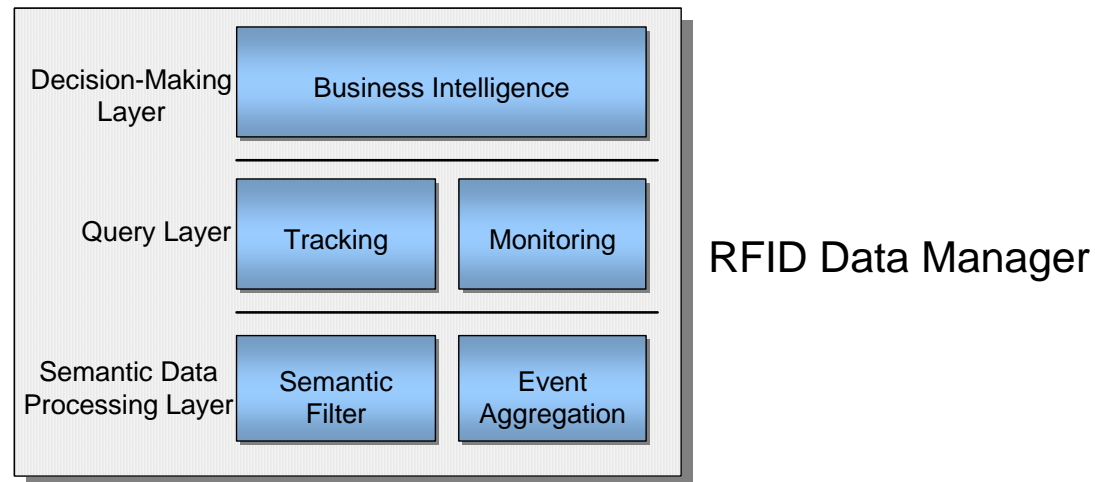 Decision-Making
Layer
Business Intelligence
Query Layer
Tracking
Monitoring
RFID Data Manager
Semantic Data
Processing Layer
Semantic
Filter
Event
Aggregation